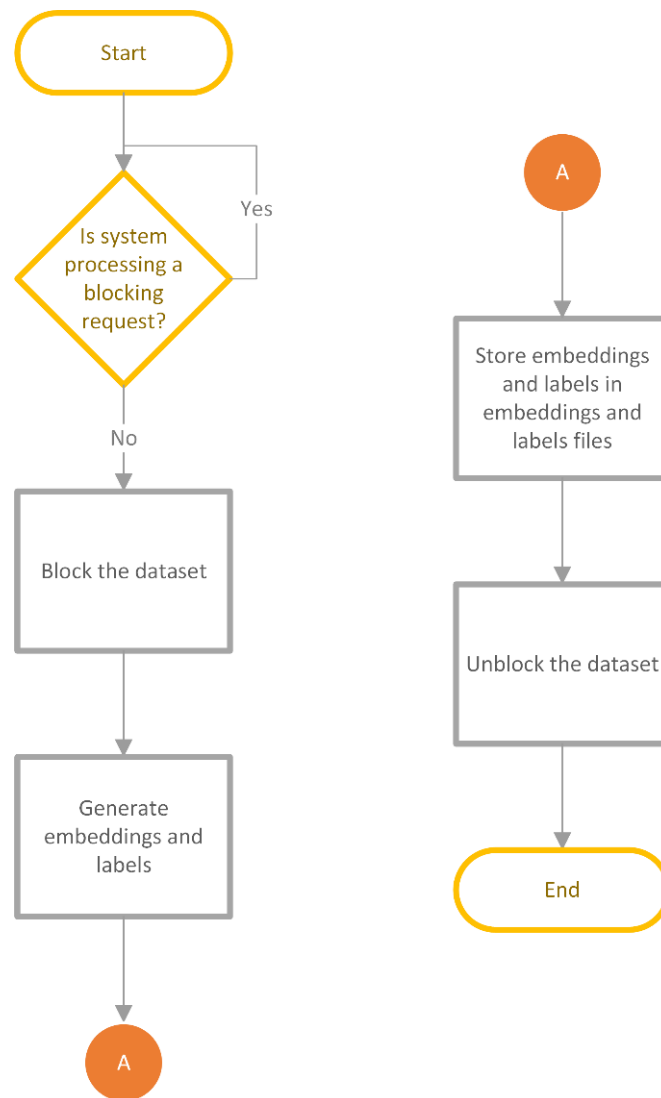 Start
Yes
Is system
processing a
blocking
request?
No
Block the dataset
Generate
embeddings and
labels
A
A
Store embeddings
and labels in
embeddings and
labels files
Unblock the dataset
End